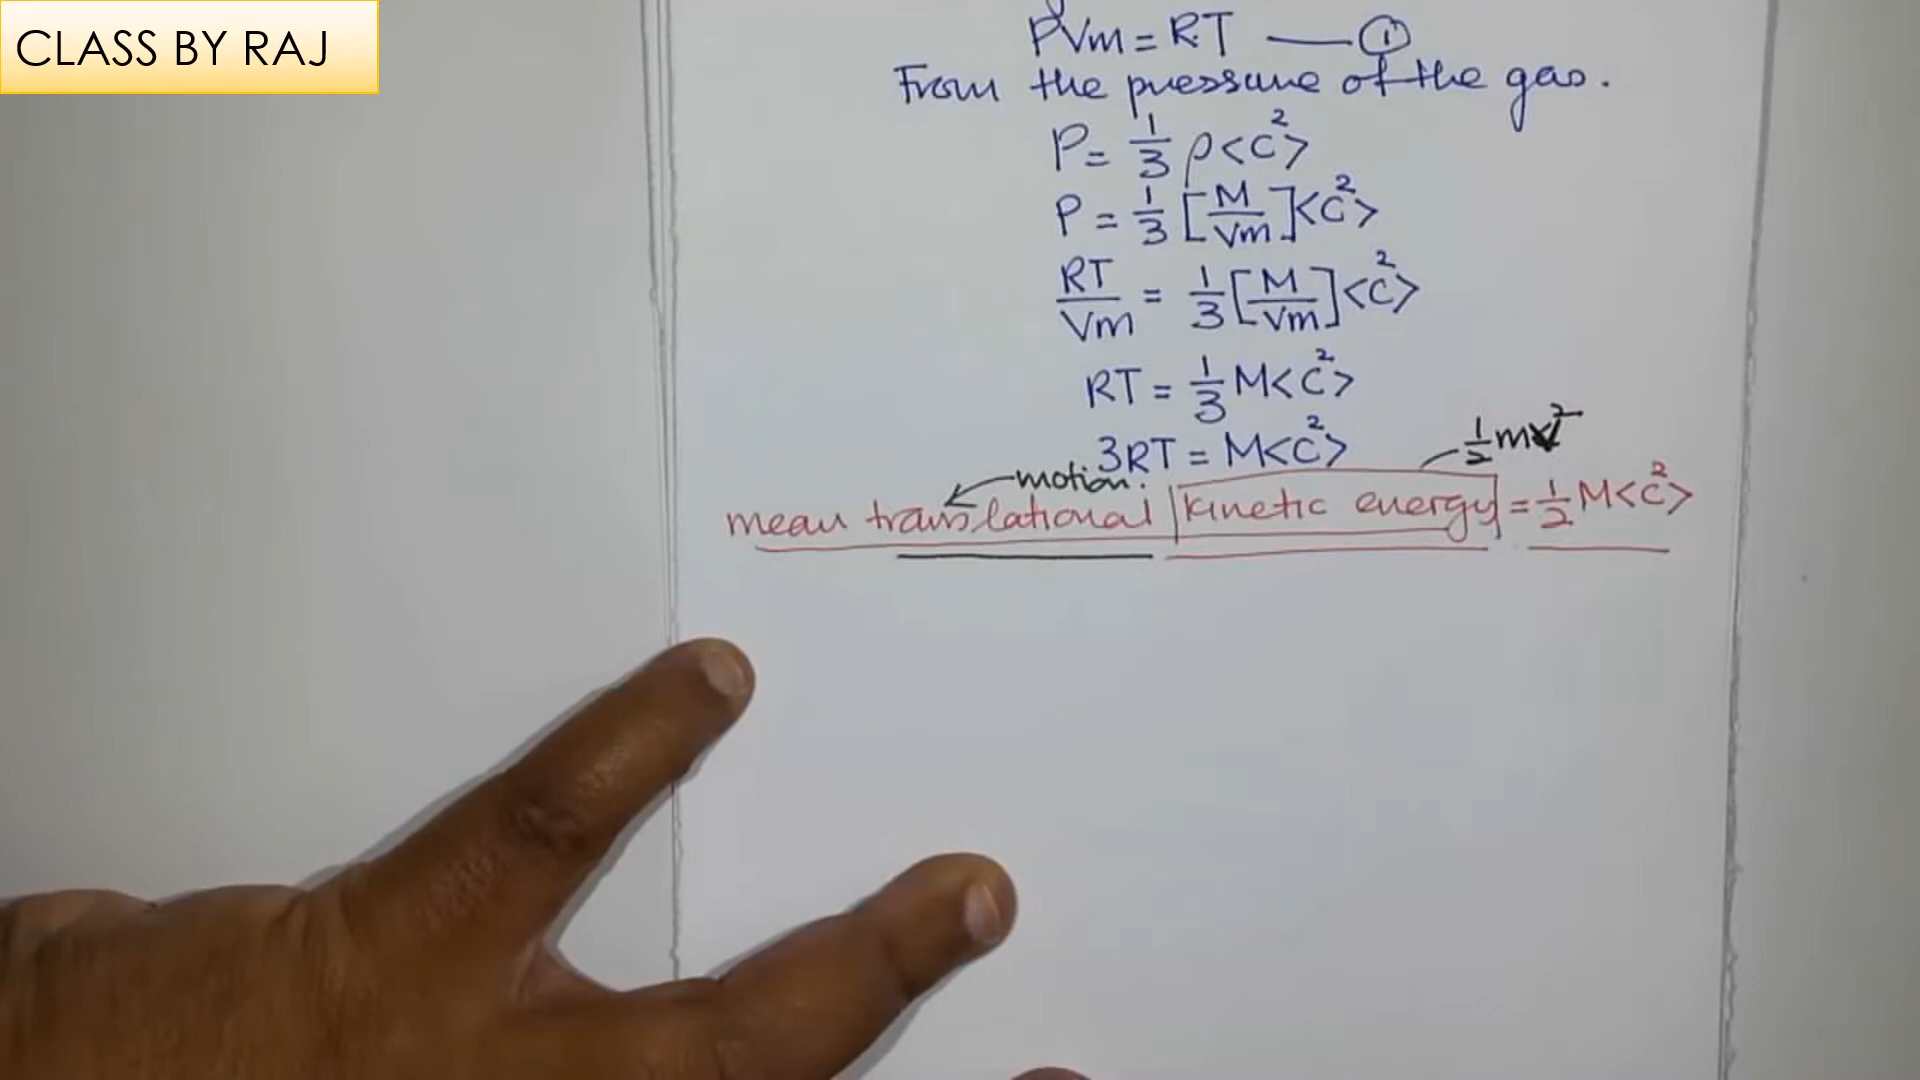 CLASS BY RAJ
PVm = RT —— ①
From the pressure of the gas.
P = 1/3 ρ<C²>
P = 1/3 [M/Vm]<C²>
RT/Vm = 1/3 [M/Vm]<C²>
RT = 1/3 M<C²>
3RT = M<C²>
1/2 mv²
motion.
mean translational kinetic energy = 1/2 M<C²>